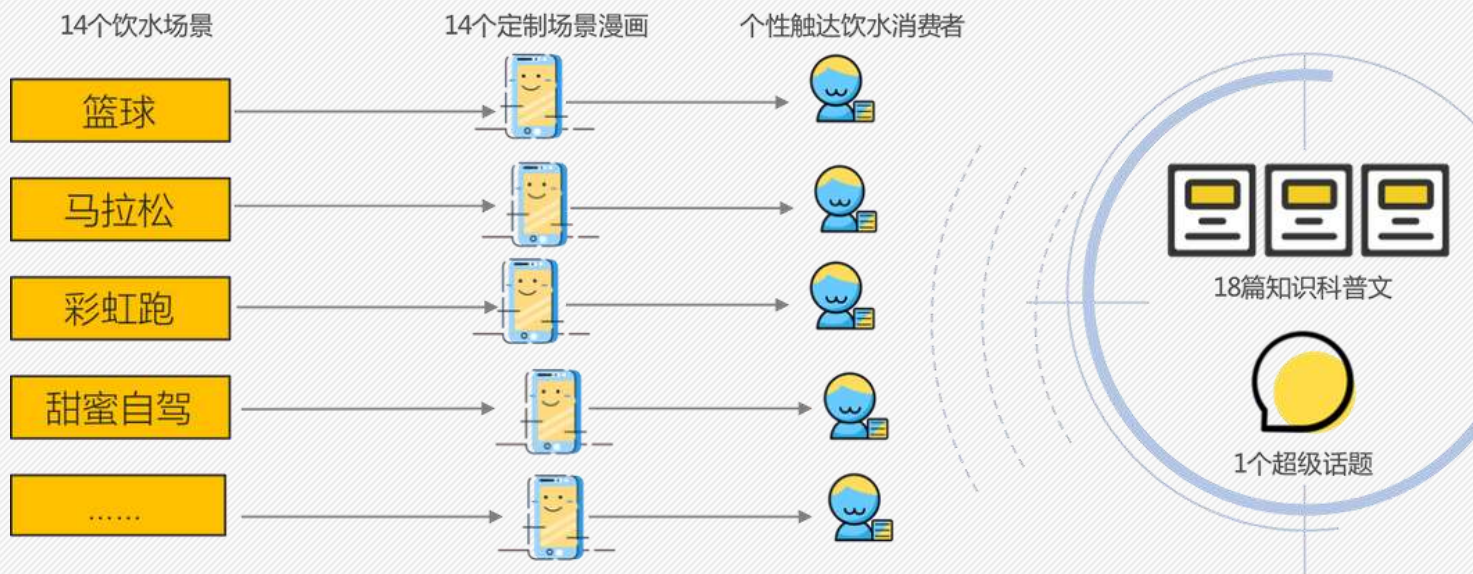 14个饮水场景
14个定制场景漫画
个性触达饮水消费者
篮球
马拉松
彩虹跑
甜蜜自驾
……
18篇知识科普文
1个超级话题